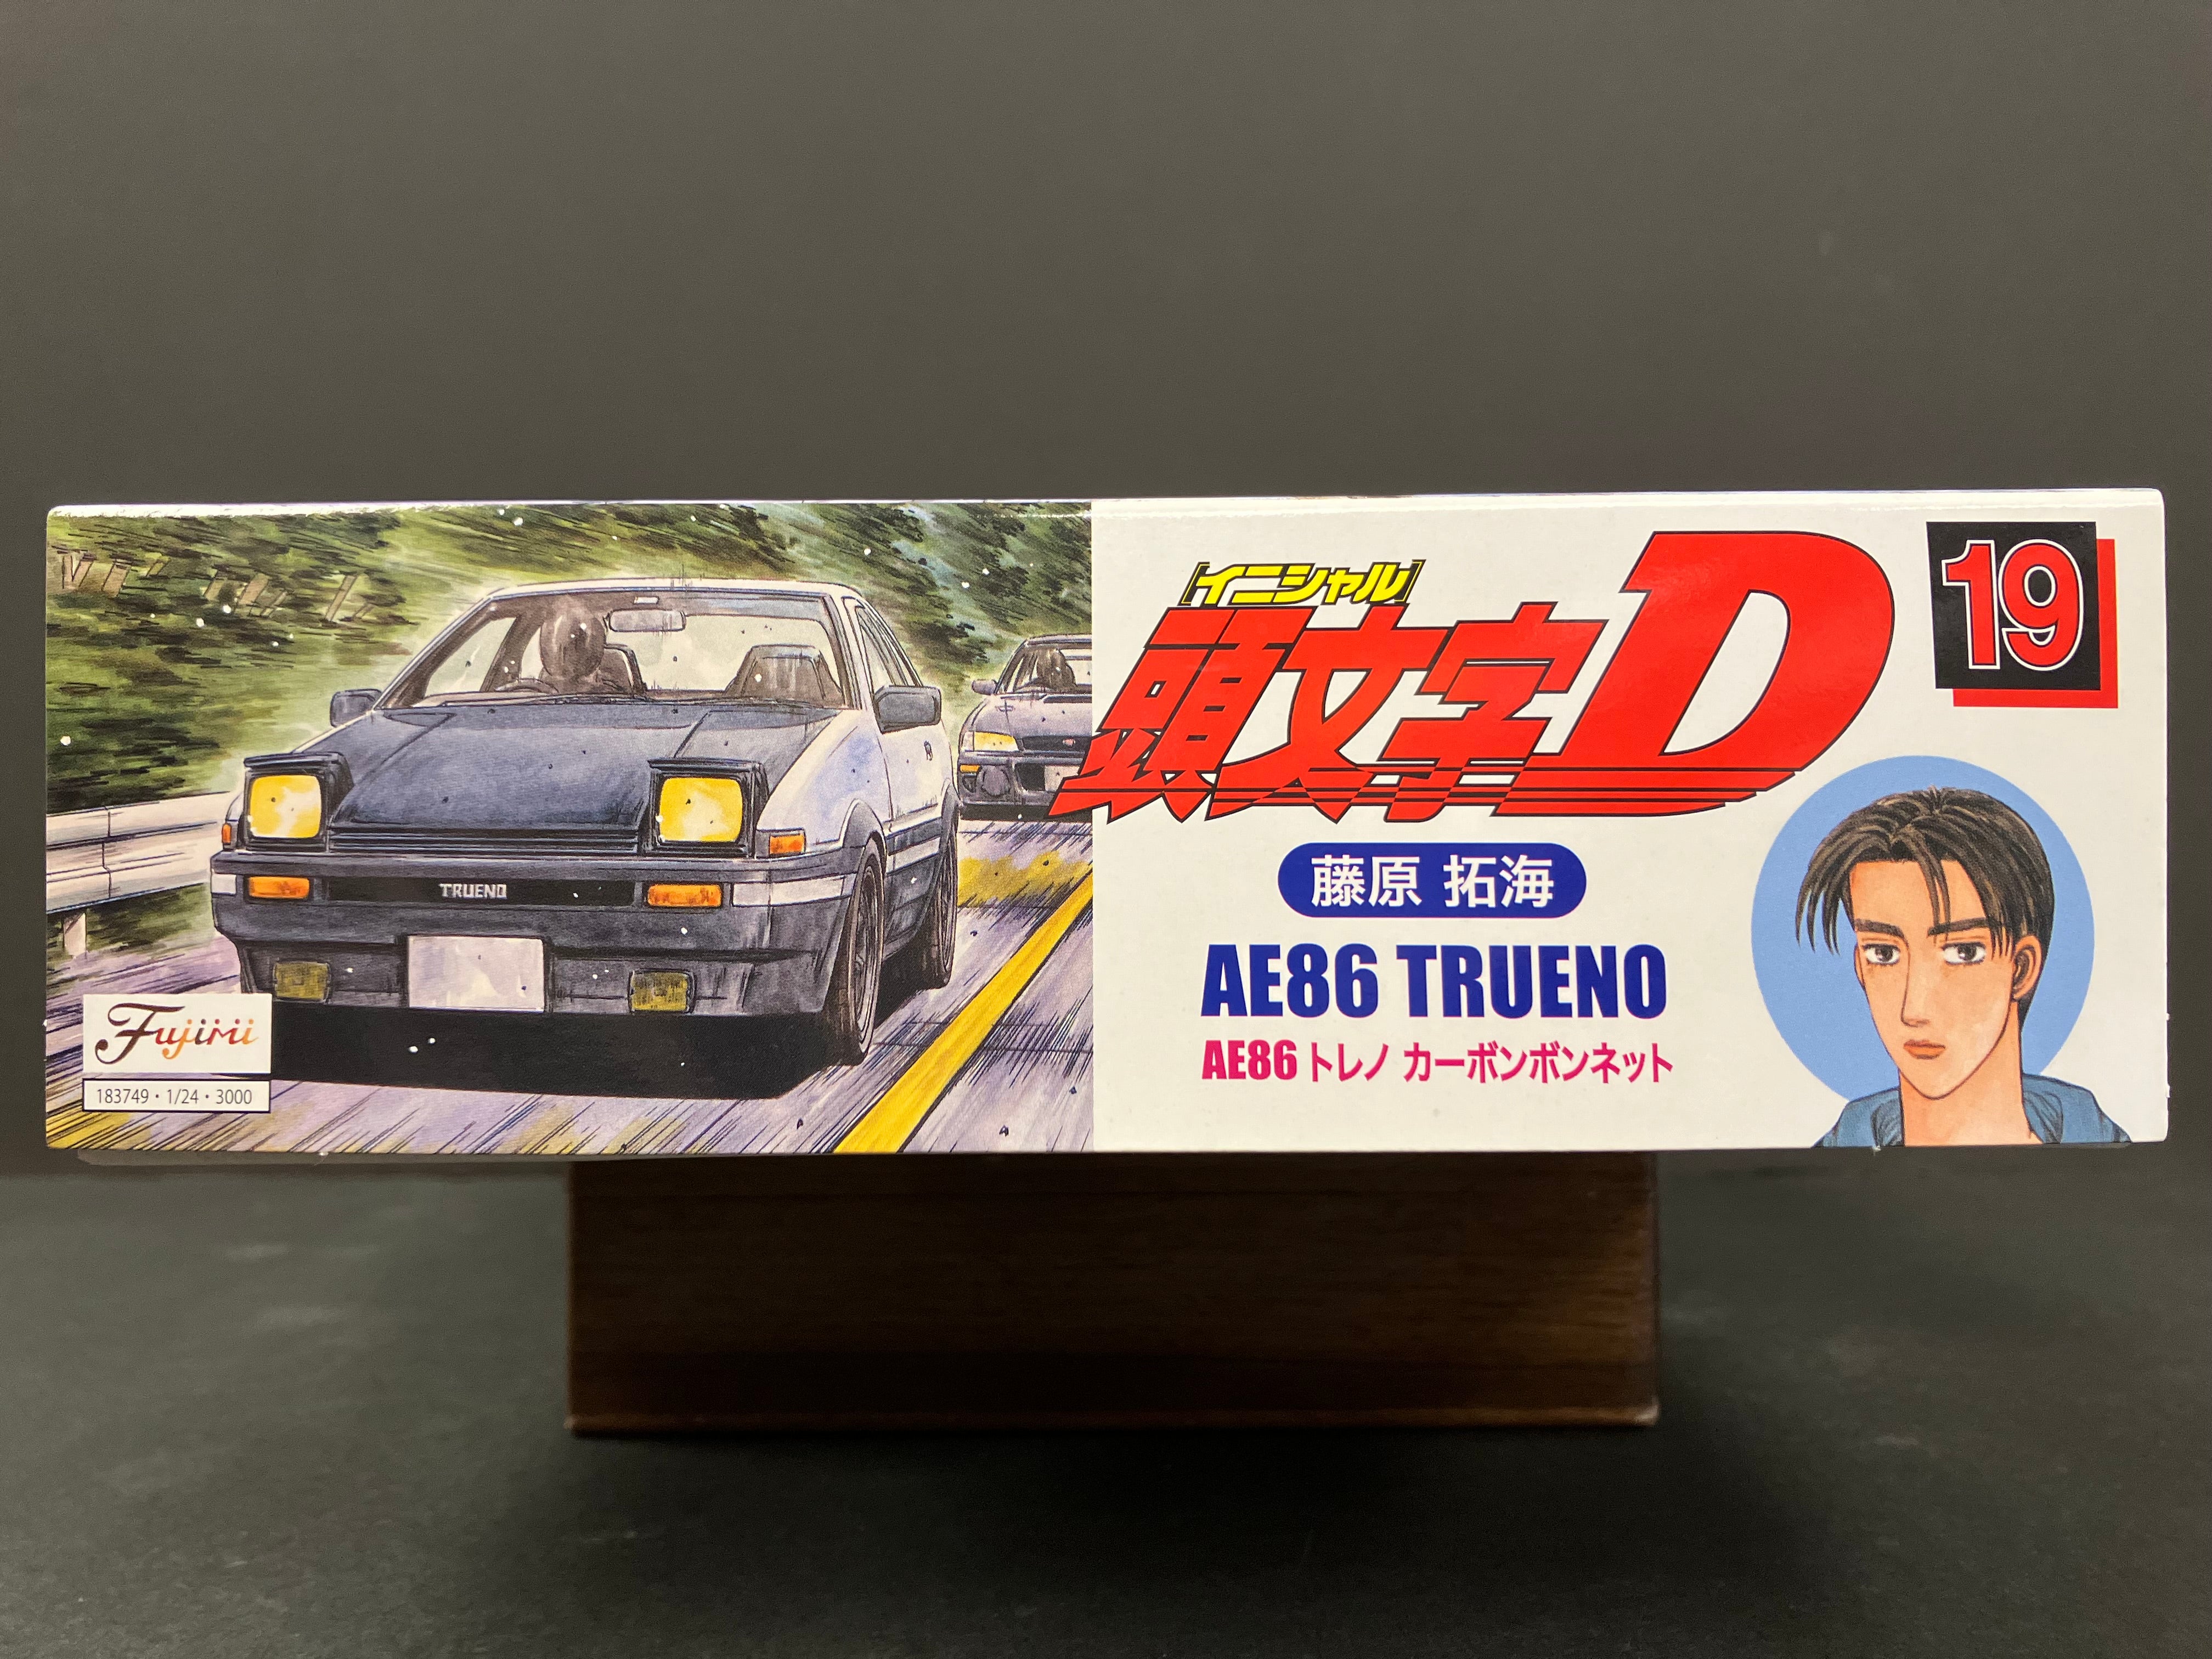 TRUENO
Fujimi
183749・1/24・3000
[イニシャル]
頭文字D
19
藤原 拓海
AE86 TRUENO
AE86 トレノ カーボンボンネット